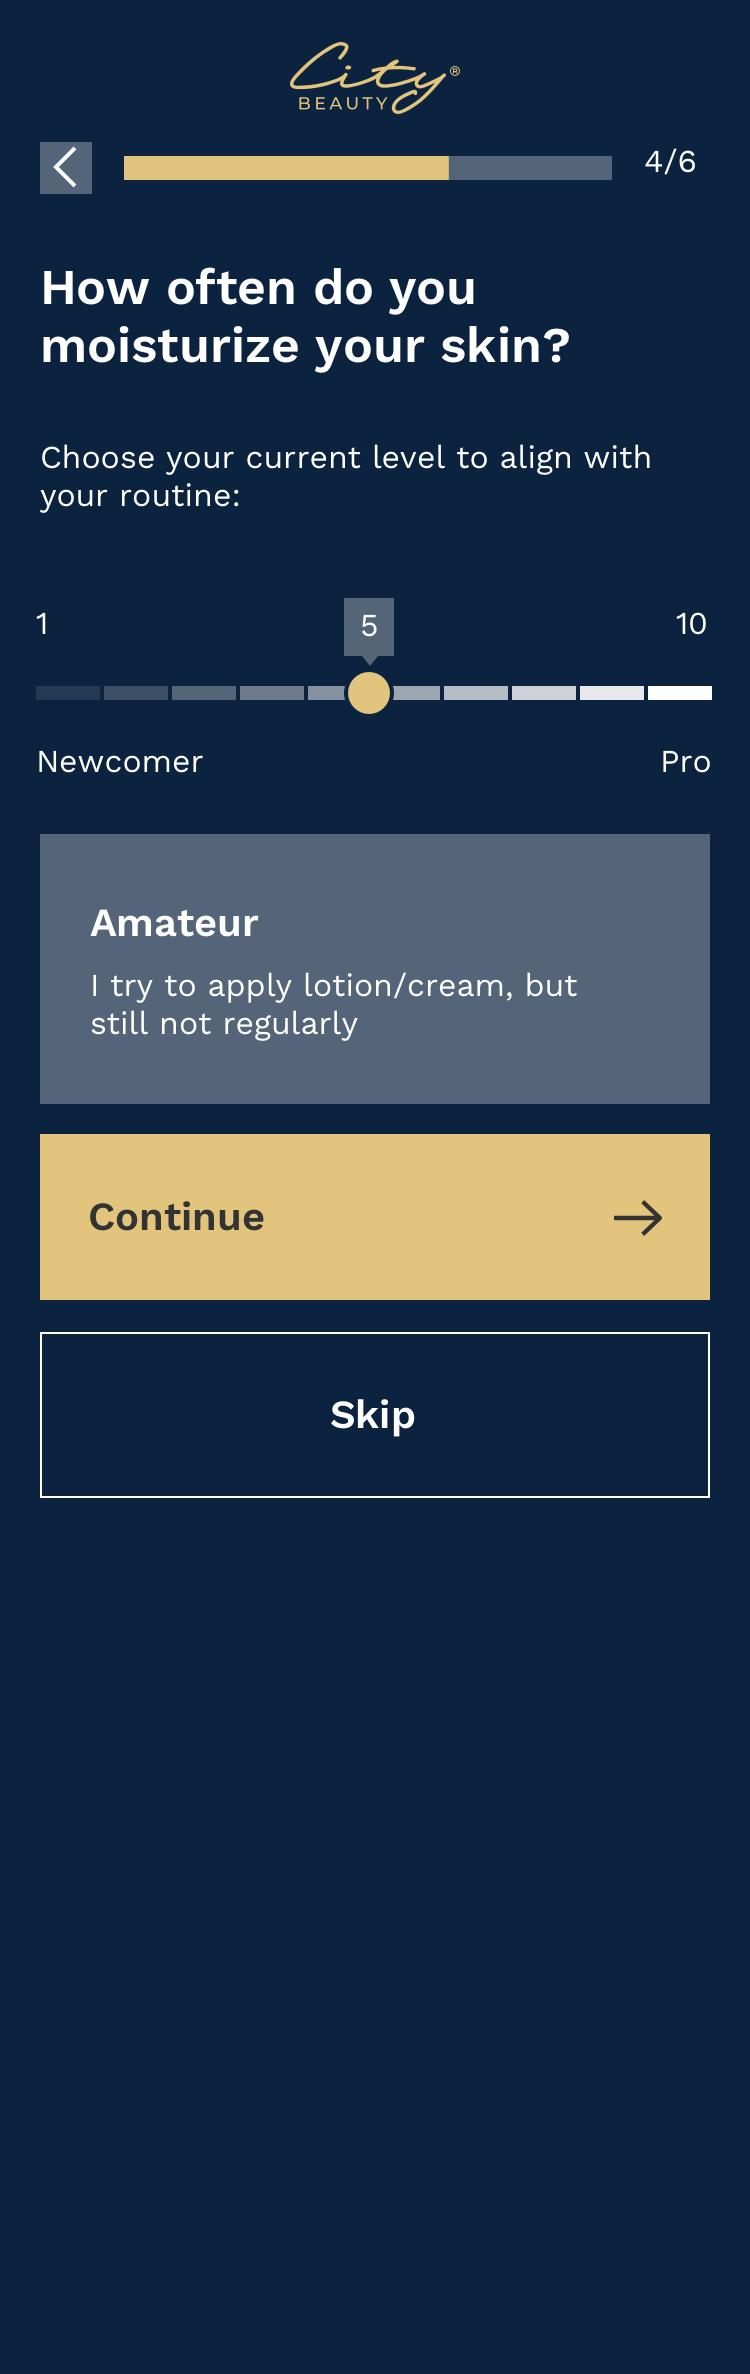 City®
BEAUTY
4/6
How often do you
moisturize your skin?
Choose your current level to align with
your routine:
1 5 10
Newcomer Pro
Amateur
I try to apply lotion/cream, but
still not regularly
Continue
Skip